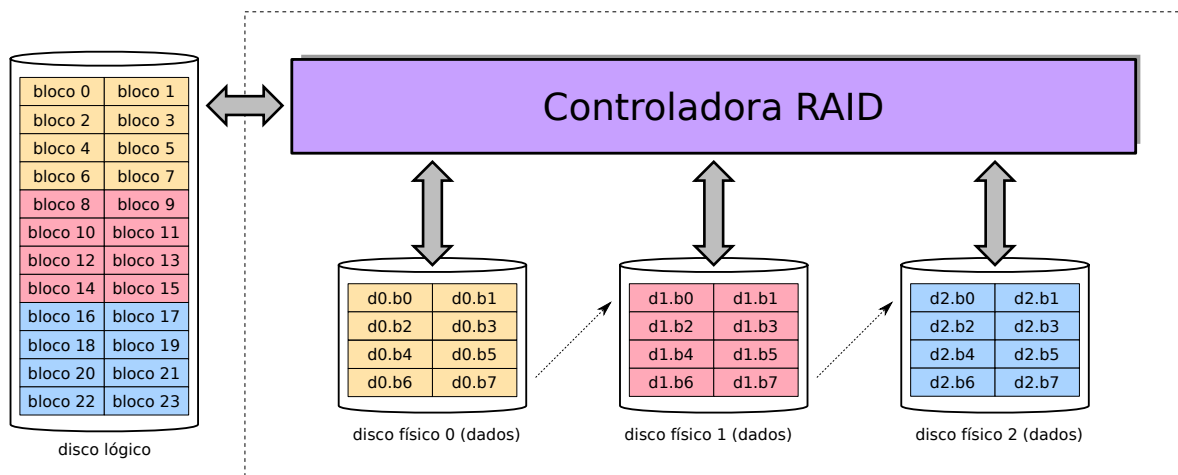 Controladora RAID
bloco 0 bloco 1
bloco 2 bloco 3
bloco 4 bloco 5
bloco 6 bloco 7
bloco 8 bloco 9
bloco 10 bloco 11
bloco 12 bloco 13
bloco 14 bloco 15
bloco 16 bloco 17
bloco 18 bloco 19
bloco 20 bloco 21
bloco 22 bloco 23
disco lógico
d0.b0 d0.b1
d0.b2 d0.b3
d0.b4 d0.b5
d0.b6 d0.b7
disco físico 0 (dados)
d1.b0 d1.b1
d1.b2 d1.b3
d1.b4 d1.b5
d1.b6 d1.b7
disco físico 1 (dados)
d2.b0 d2.b1
d2.b2 d2.b3
d2.b4 d2.b5
d2.b6 d2.b7
disco físico 2 (dados)